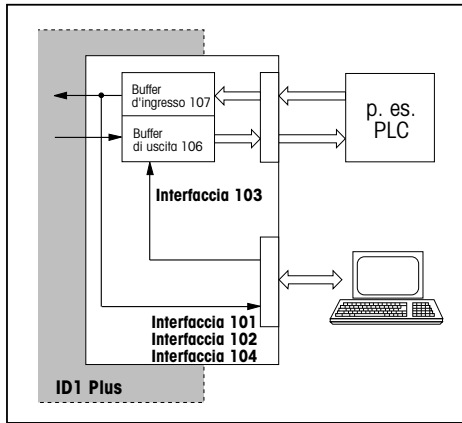 Buffer
d'ingresso 107
Buffer
di uscita 106
p. es.
PLC
Interfaccia 103
Interfaccia 101
Interfaccia 102
Interfaccia 104
ID1 Plus